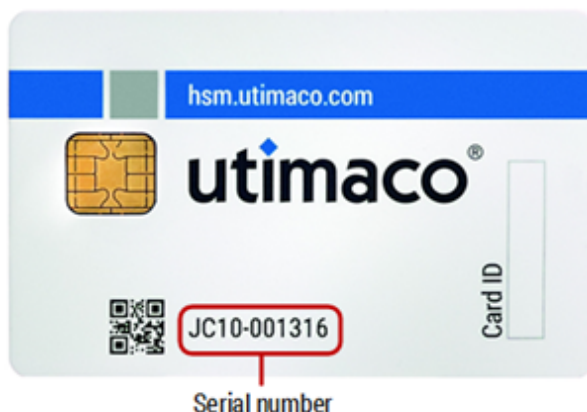 hsm.utimaco.com
utimaco®
Card ID
JC10-001316
Serial number